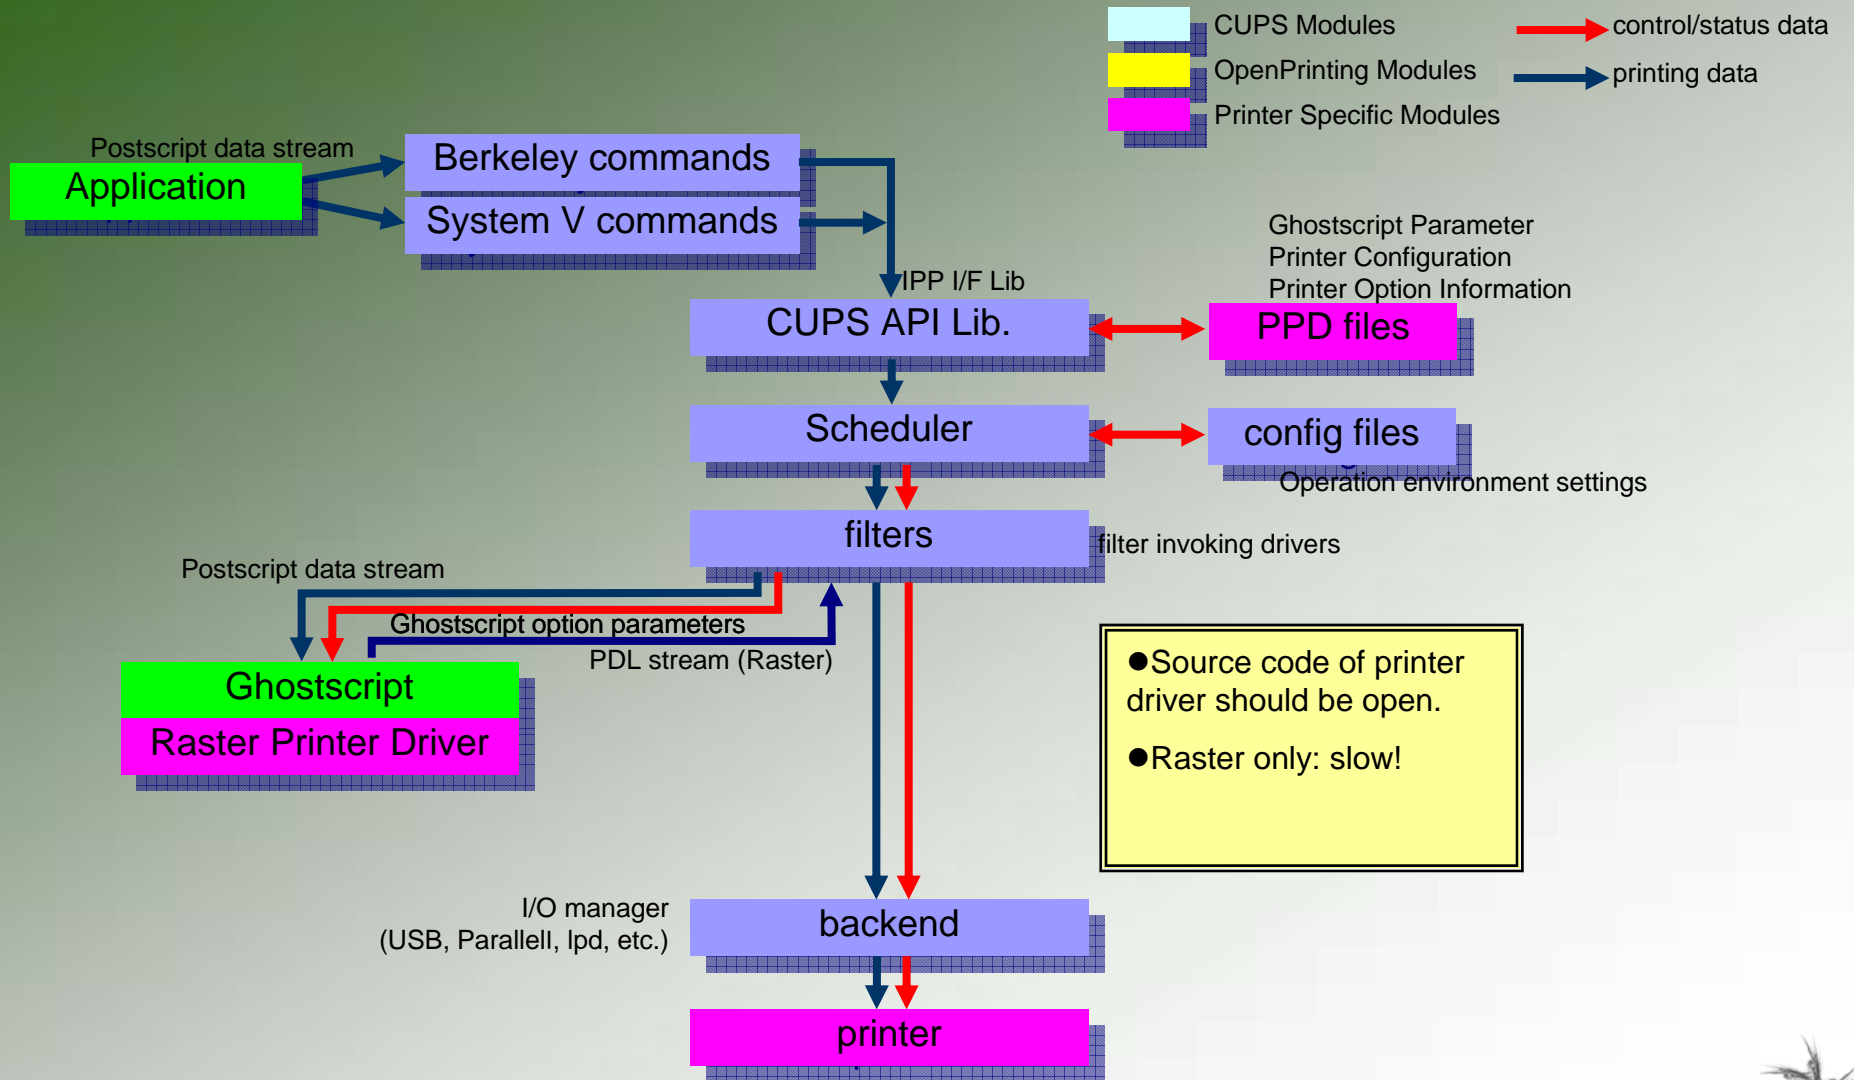 CUPS Modules
control/status data
OpenPrinting Modules
printing data
Printer Specific Modules
Postscript data stream
Application
Berkeley commands
System V commands
Ghostscript Parameter
Printer Configuration
Printer Option Information
IPP I/F Lib
CUPS API Lib.
PPD files
Scheduler
config files
Operation environment settings
filters
filter invoking drivers
Postscript data stream
Ghostscript option parameters
PDL stream (Raster)
Ghostscript
Raster Printer Driver
●Source code of printer
driver should be open.
●Raster only: slow!
I/O manager
(USB, Parallell, lpd, etc.)
backend
printer